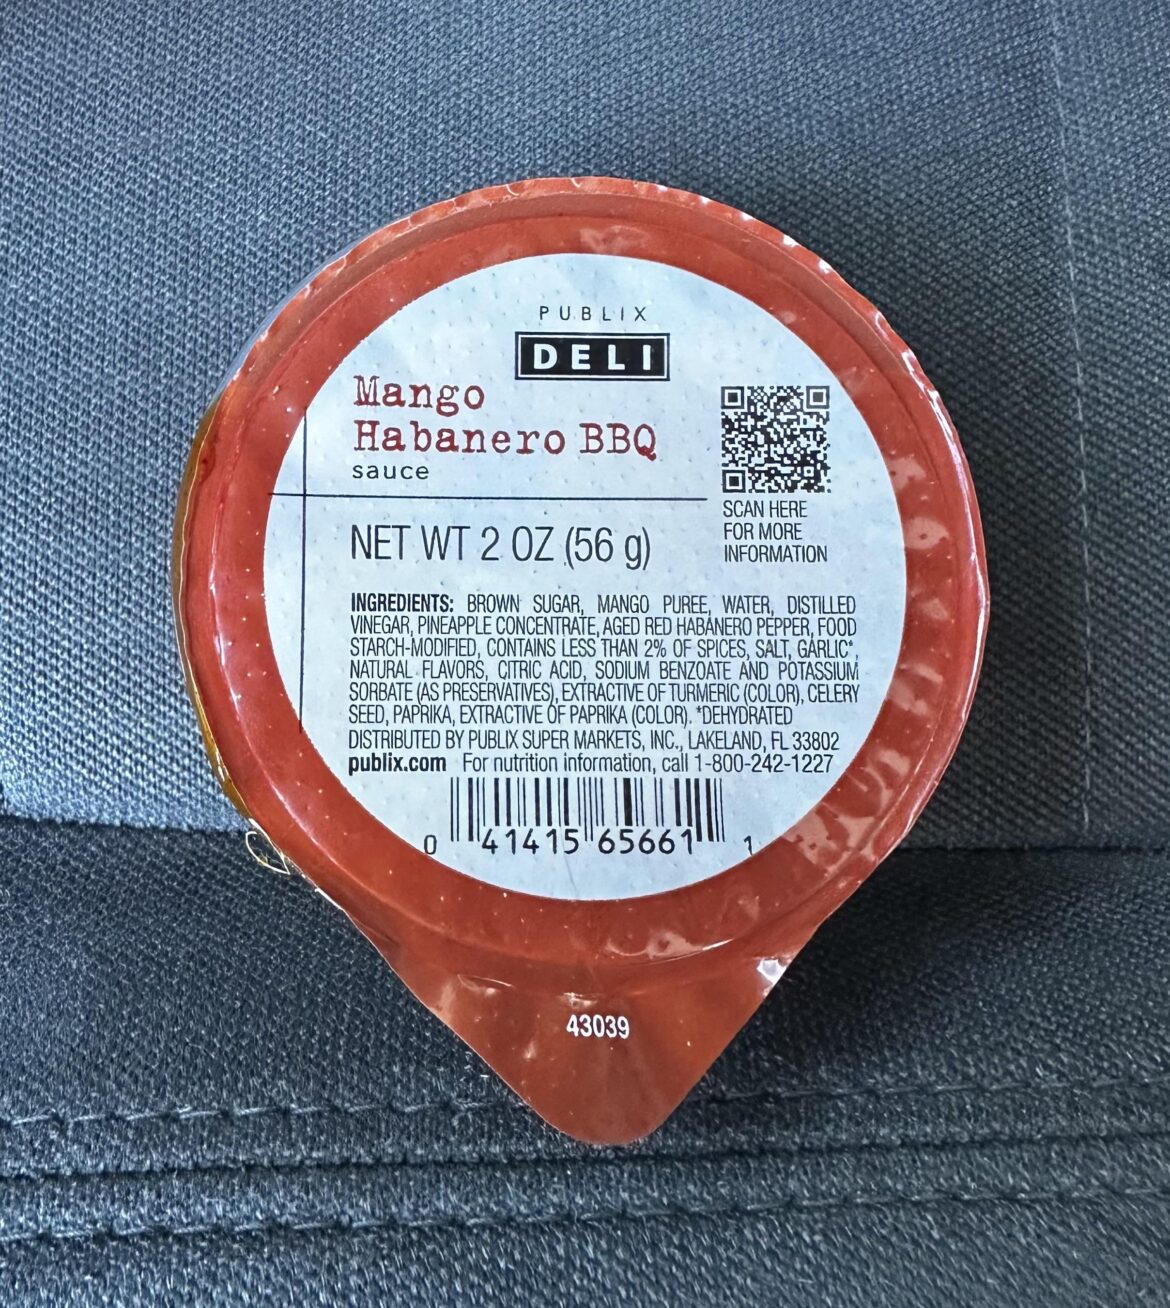 PUBLIX
DELI
Mango
Habanero BBQ
sauce
SCAN HERE
FOR MORE
INFORMATION
NET WT 2 OZ (56 g)
INGREDIENTS: BROWN SUGAR, MANGO PUREE, WATER, DISTILLED
VINEGAR, PINEAPPLE CONCENTRATE, AGED RED HABANERO PEPPER, FOOD
STARCH-MODIFIED, CONTAINS LESS THAN 2% OF SPICES, SALT, GARLIC*,
NATURAL FLAVORS, CITRIC ACID, SODIUM BENZOATE AND POTASSIUM
SORBATE (AS PRESERVATIVES), EXTRACTIVE OF TURMERIC (COLOR), CELERY
SEED, PAPRIKA, EXTRACTIVE OF PAPRIKA (COLOR). *DEHYDRATED
DISTRIBUTED BY PUBLIX SUPER MARKETS, INC., LAKELAND, FL 33802
publix.com For nutrition information, call 1-800-242-1227
0 41415 65661 1
43039